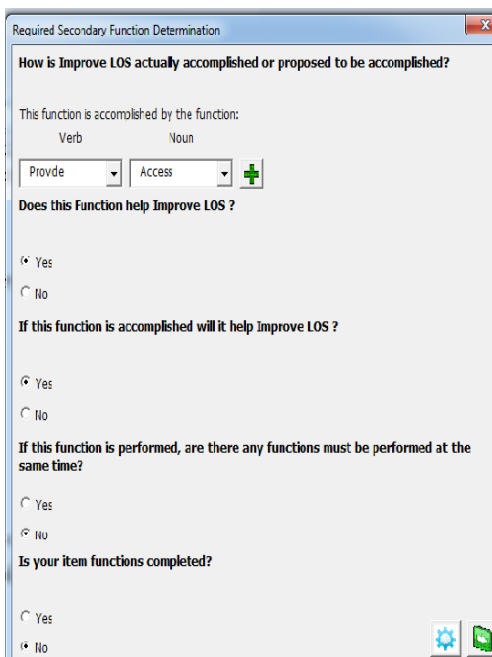 Required Secondary Function Determination
How is Improve LOS actually accomplished or proposed to be accomplished?
This function is accomplished by the function:
Verb Noun
Provde Access
Does this Function help Improve LOS ?
Yes
No
If this function is accomplished will it help Improve LOS ?
Yes
No
If this function is performed, are there any functions must be performed at the
same time?
Yes
No
Is your item functions completed?
Yes
No